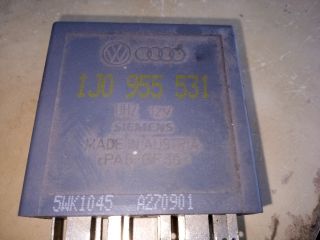 1J0 955 531
12V
SIEMENS
MADE IN AUSTRIA
5WK1045 A270901